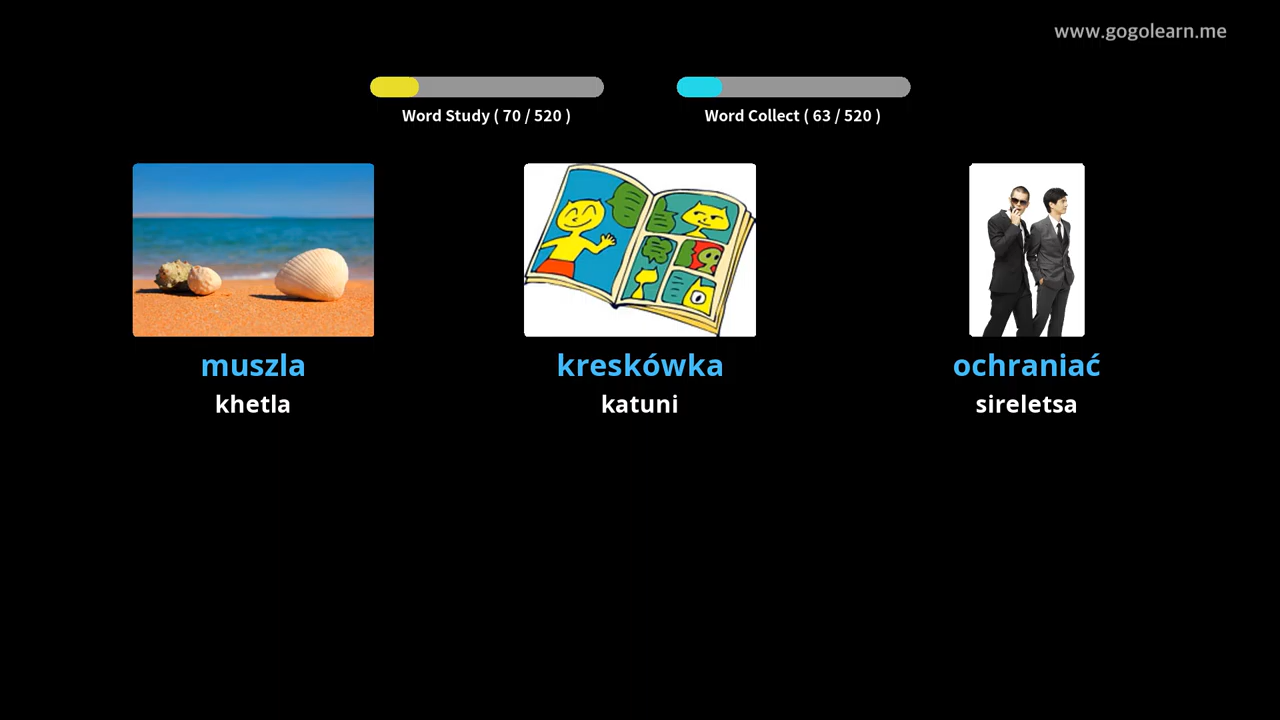 www.gogolearn.me
Word Study ( 70 / 520 )
Word Collect ( 63 / 520 )
muszla
kreskówka
ochraniać
khetla
katuni
sireletsa